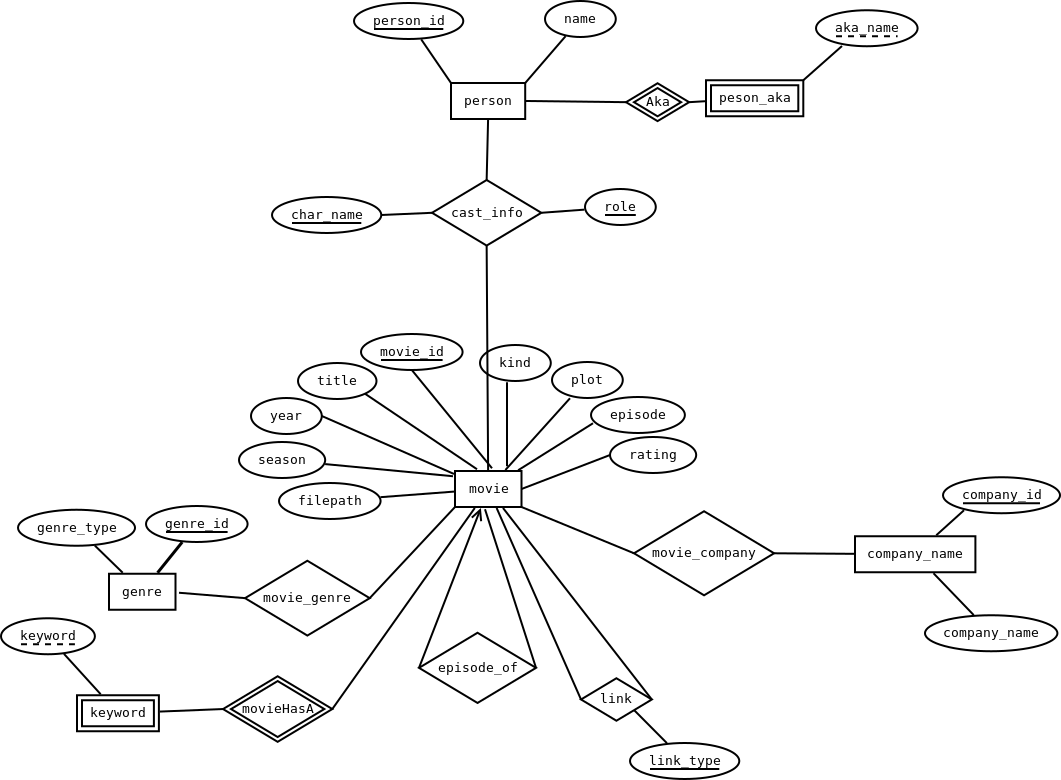 person_id
name
aka_name
person
Aka
peson_aka
char_name
cast_info
role
movie_id
kind
title
plot
year
episode
season
rating
filepath
movie
company_id
genre_type
genre_id
movie_company
company_name
genre
movie_genre
keyword
company_name
episode_of
link
keyword
movieHasA
link_type